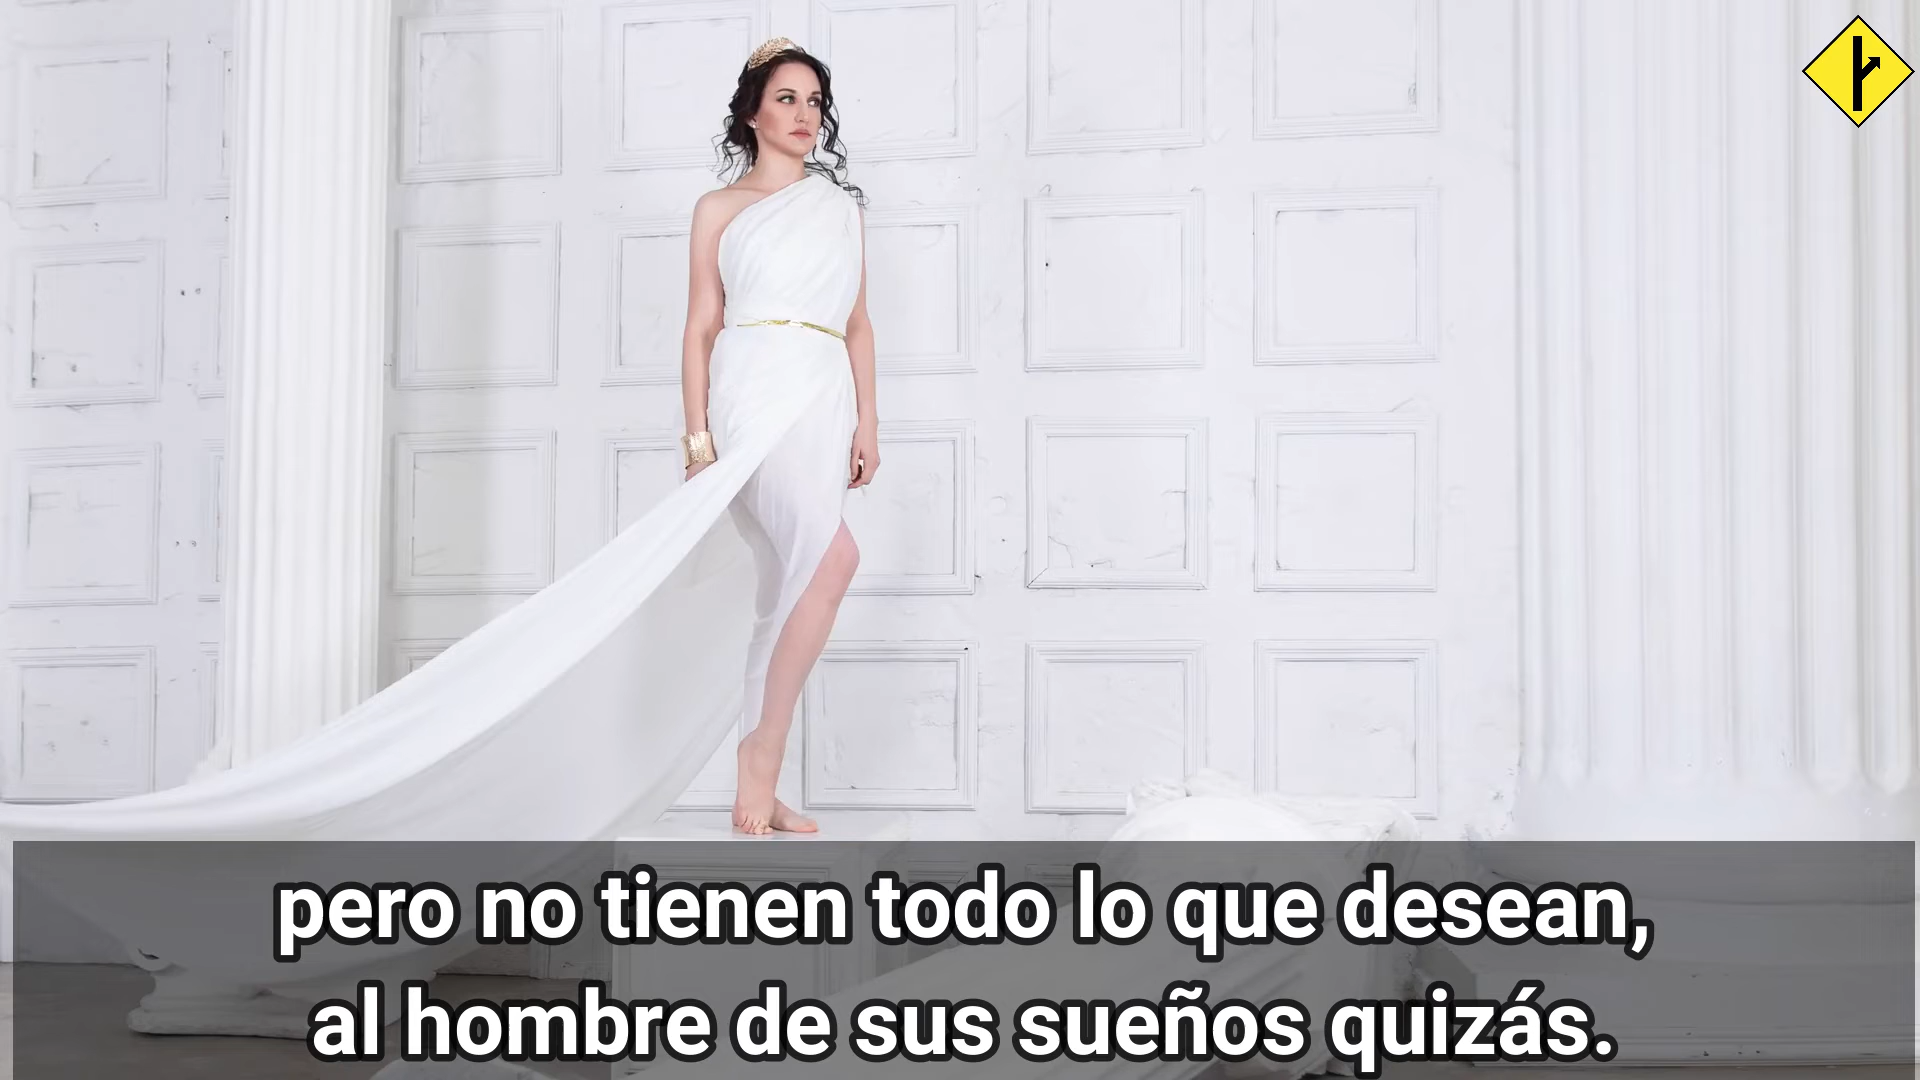 pero no tienen todo lo que desean,
al hombre de sus sueños quizás.